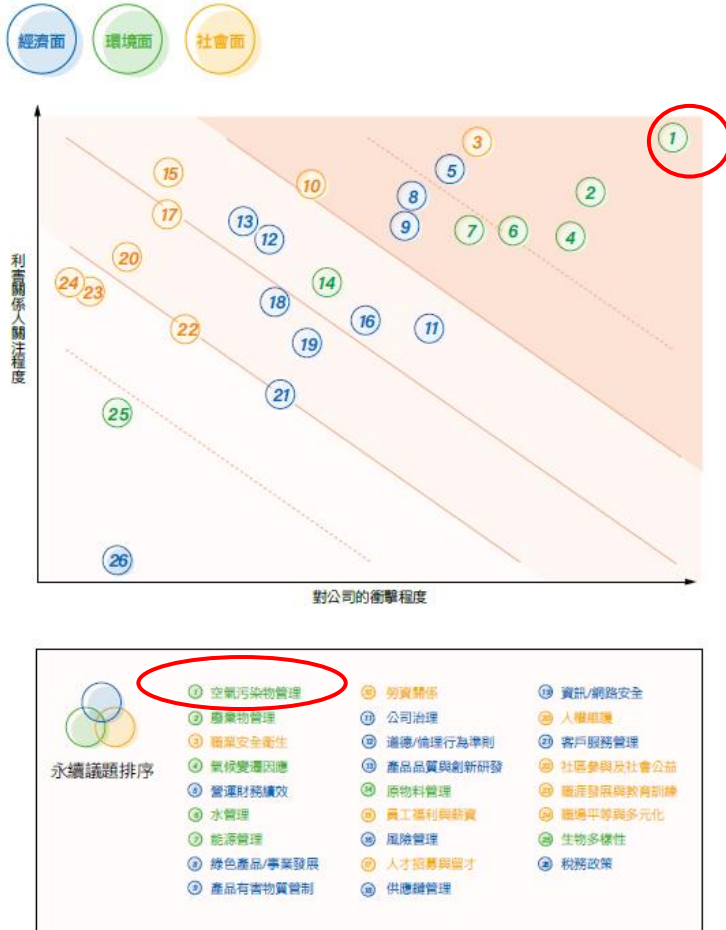 經濟面 環境面 社會面
利害關係人關注程度
1
3
5
15
10
8
2
17
13
9
7
6
4
12
20
24
23
14
18
16
22
11
19
21
25
26
對公司的衝擊程度
永續議題排序
1 空氣污染物管理
2 廢棄物管理
3 職業安全衛生
4 氣候變遷因應
5 營運財務績效
6 水管理
7 能源管理
8 綠色產品/事業發展
9 產品有害物質管制
10 勞資關係
11 公司治理
12 道德/倫理行為準則
13 產品品質與創新研發
14 原物料管理
15 員工福利與薪資
16 風險管理
17 人才招募與留才
18 供應鏈管理
19 資訊/網路安全
20 人權維護
21 客戶服務管理
22 社區參與及社會公益
23 職涯發展與教育訓練
24 職場平等與多元化
25 生物多樣性
26 稅務政策